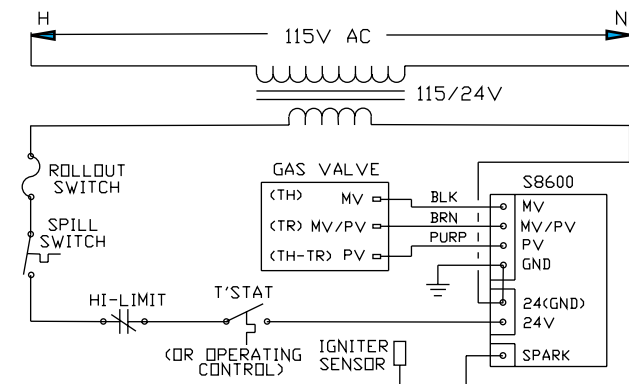 H
N
115V AC
115/24V
ROLLOUT
SWITCH
SPILL
SWITCH
GAS VALVE
(TH) MV
(TR) MV/PV
(TH-TR) PV
BLK
BRN
PURP
S8600
MV
MV/PV
PV
GND
24(GND)
24V
SPARK
HI-LIMIT
T'STAT
(OR OPERATING
CONTROL)
IGNITER
SENSOR